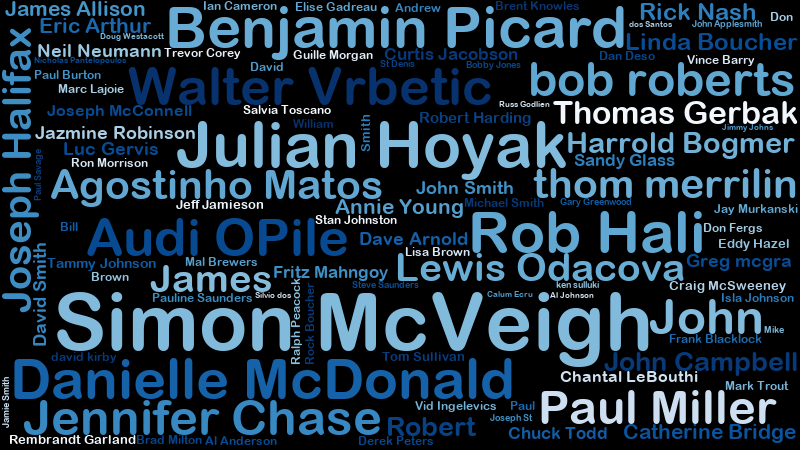 James Allison
Ian Cameron
Elise Gadreau
Andrew
Brent Knowles
Rick Nash
Don
Eric Arthur
Doug Westacott
Benjamin Picard
dos Santos
John Applesmith
Neil Neumann
Trevor Corey
Guille Morgan
Curtis Jacobson
Linda Boucher
Nicholas Pantelopoulos
Dan Deso
Vince Barry
Paul Burton
David
St Denis
Bobby Jones
Marc Lajoie
Walter Vrbetic
bob roberts
Joseph McConnell
Salvia Toscano
Russ Godlien
Thomas Gerbak
Jazmine Robinson
William
Smith
Robert Harding
Jimmy Johns
Luc Gervis
Julian Hoyak
Harrold Bogmer
Joseph Halifax
Paul Savage
Ron Morrison
Sandy Glass
Agostinho Matos
John Smith
thom merrilin
Jeff Jamieson
Annie Young
Michael Smith
Gary Greenwood
Jay Murkanski
Bill
Audi OPile
Stan Johnston
Rob Hali
Don Fergs
David Smith
Dave Arnold
Eddy Hazel
Tammy Johnson
Mal Brewers
Lisa Brown
Greg mcgra
Brown
James
Fritz Mahngoy
Lewis Odacova
Steve Saunders
ken sulluki
Craig McSweeney
Pauline Saunders
Silvio dos
Ralph Peacock
Rock Boucher
Calum Ecru
Al Johnson
Isla Johnson
Simon McVeigh
John
Mike
Frank Blacklock
david kirby
Tom Sullivan
John Campbell
Danielle McDonald
Chantal LeBouthi
Mark Trout
Jamie Smith
Jennifer Chase
Vid Ingelevics
Paul
Paul Miller
Joseph St
Robert
Chuck Todd
Catherine Bridge
Rembrandt Garland
Brad Milton
Al Anderson
Derek Peters